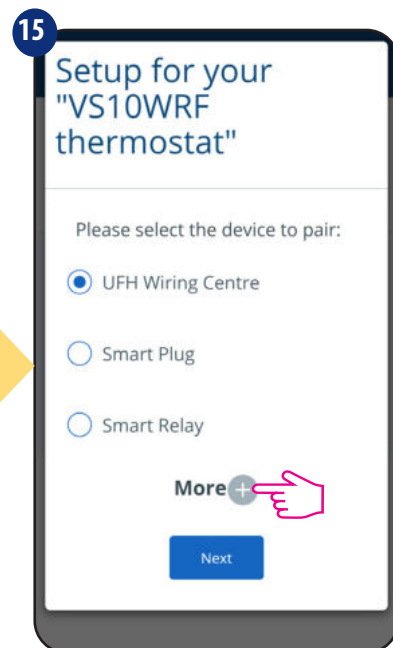 15
Setup for your
"VS10WRF
thermostat"
Please select the device to pair:
UFH Wiring Centre
Smart Plug
Smart Relay
More +
Next